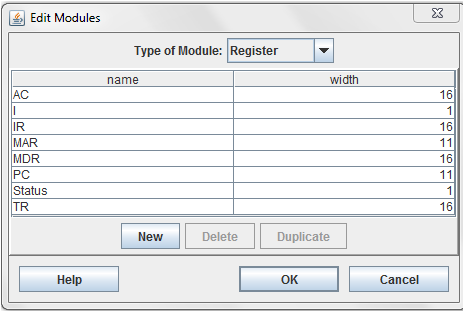 Edit Modules
Type of Module: Register
name width
AC 16
I 1
IR 16
MAR 11
MDR 16
PC 11
Status 1
TR 16
New Delete Duplicate
Help OK Cancel